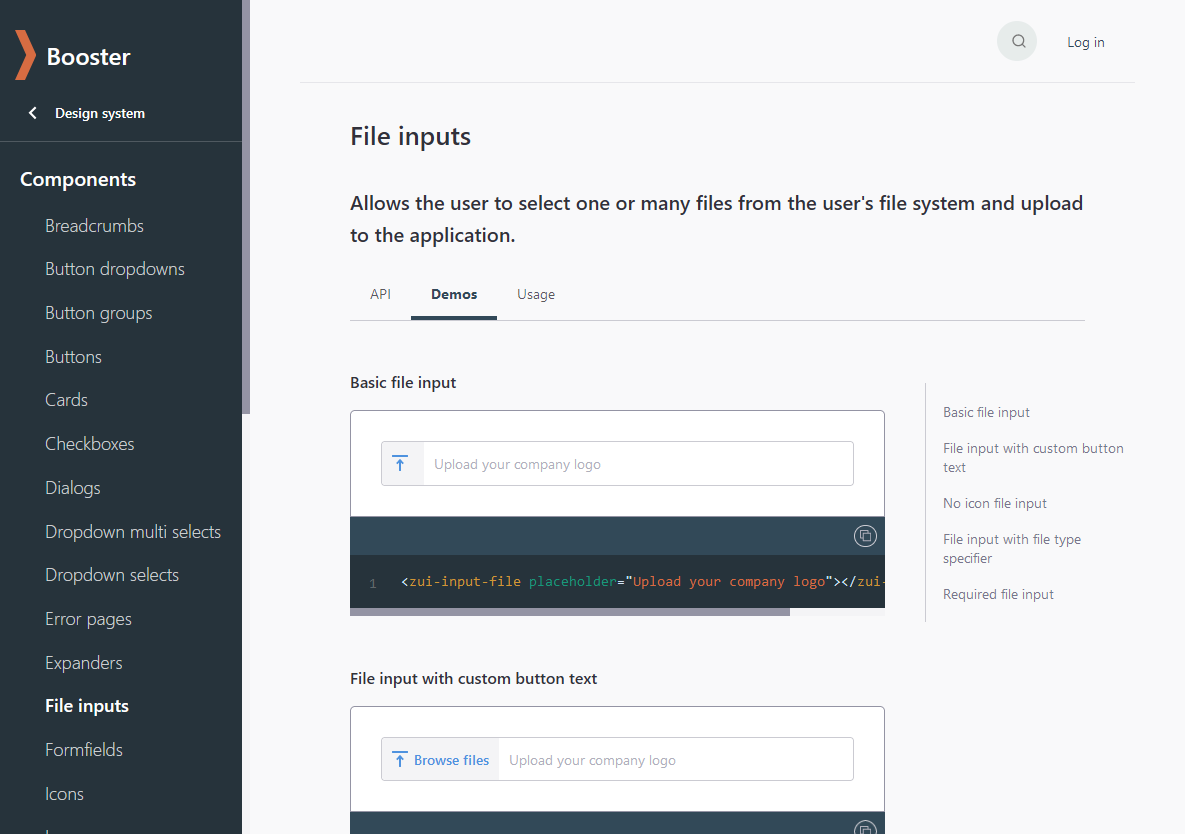 Booster
Design system
Components
Breadcrumbs
Button dropdowns
Button groups
Buttons
Cards
Checkboxes
Dialogs
Dropdown multi selects
Dropdown selects
Error pages
Expanders
File inputs
Formfields
Icons
Log in
File inputs
Allows the user to select one or many files from the user's file system and upload
to the application.
API
Demos
Usage
Basic file input
Upload your company logo
1 <zui-input-file placeholder="Upload your company logo"></zui-
File input with custom button text
Browse files
Upload your company logo
Basic file input
File input with custom button
text
No icon file input
File input with file type
specifier
Required file input